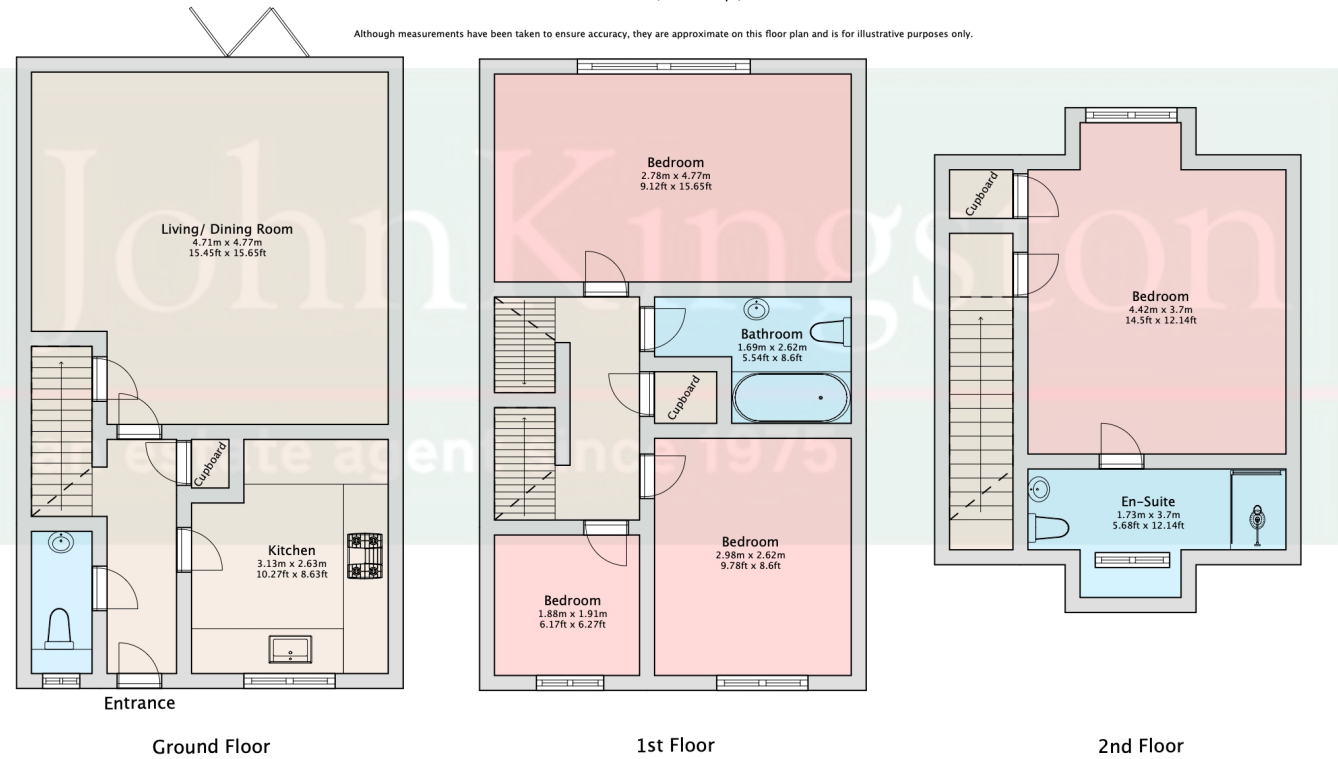 Although measurements have been taken to ensure accuracy, they are approximate on this floor plan and is for illustrative purposes only.
JohnKingston
an estate agent since 1975
Living/ Dining Room
4.71m x 4.77m
15.45ft x 15.65ft
Cupboard
Kitchen
3.13m x 2.63m
10.27ft x 8.63ft
Entrance
Ground Floor
Bedroom
2.78m x 4.77m
9.12ft x 15.65ft
Bathroom
1.69m x 2.62m
5.54ft x 8.6ft
Cupboard
Bedroom
2.98m x 2.62m
9.78ft x 8.6ft
Bedroom
1.88m x 1.91m
6.17ft x 6.27ft
1st Floor
Cupboard
Bedroom
4.42m x 3.7m
14.5ft x 12.14ft
En-Suite
1.73m x 3.7m
5.68ft x 12.14ft
2nd Floor